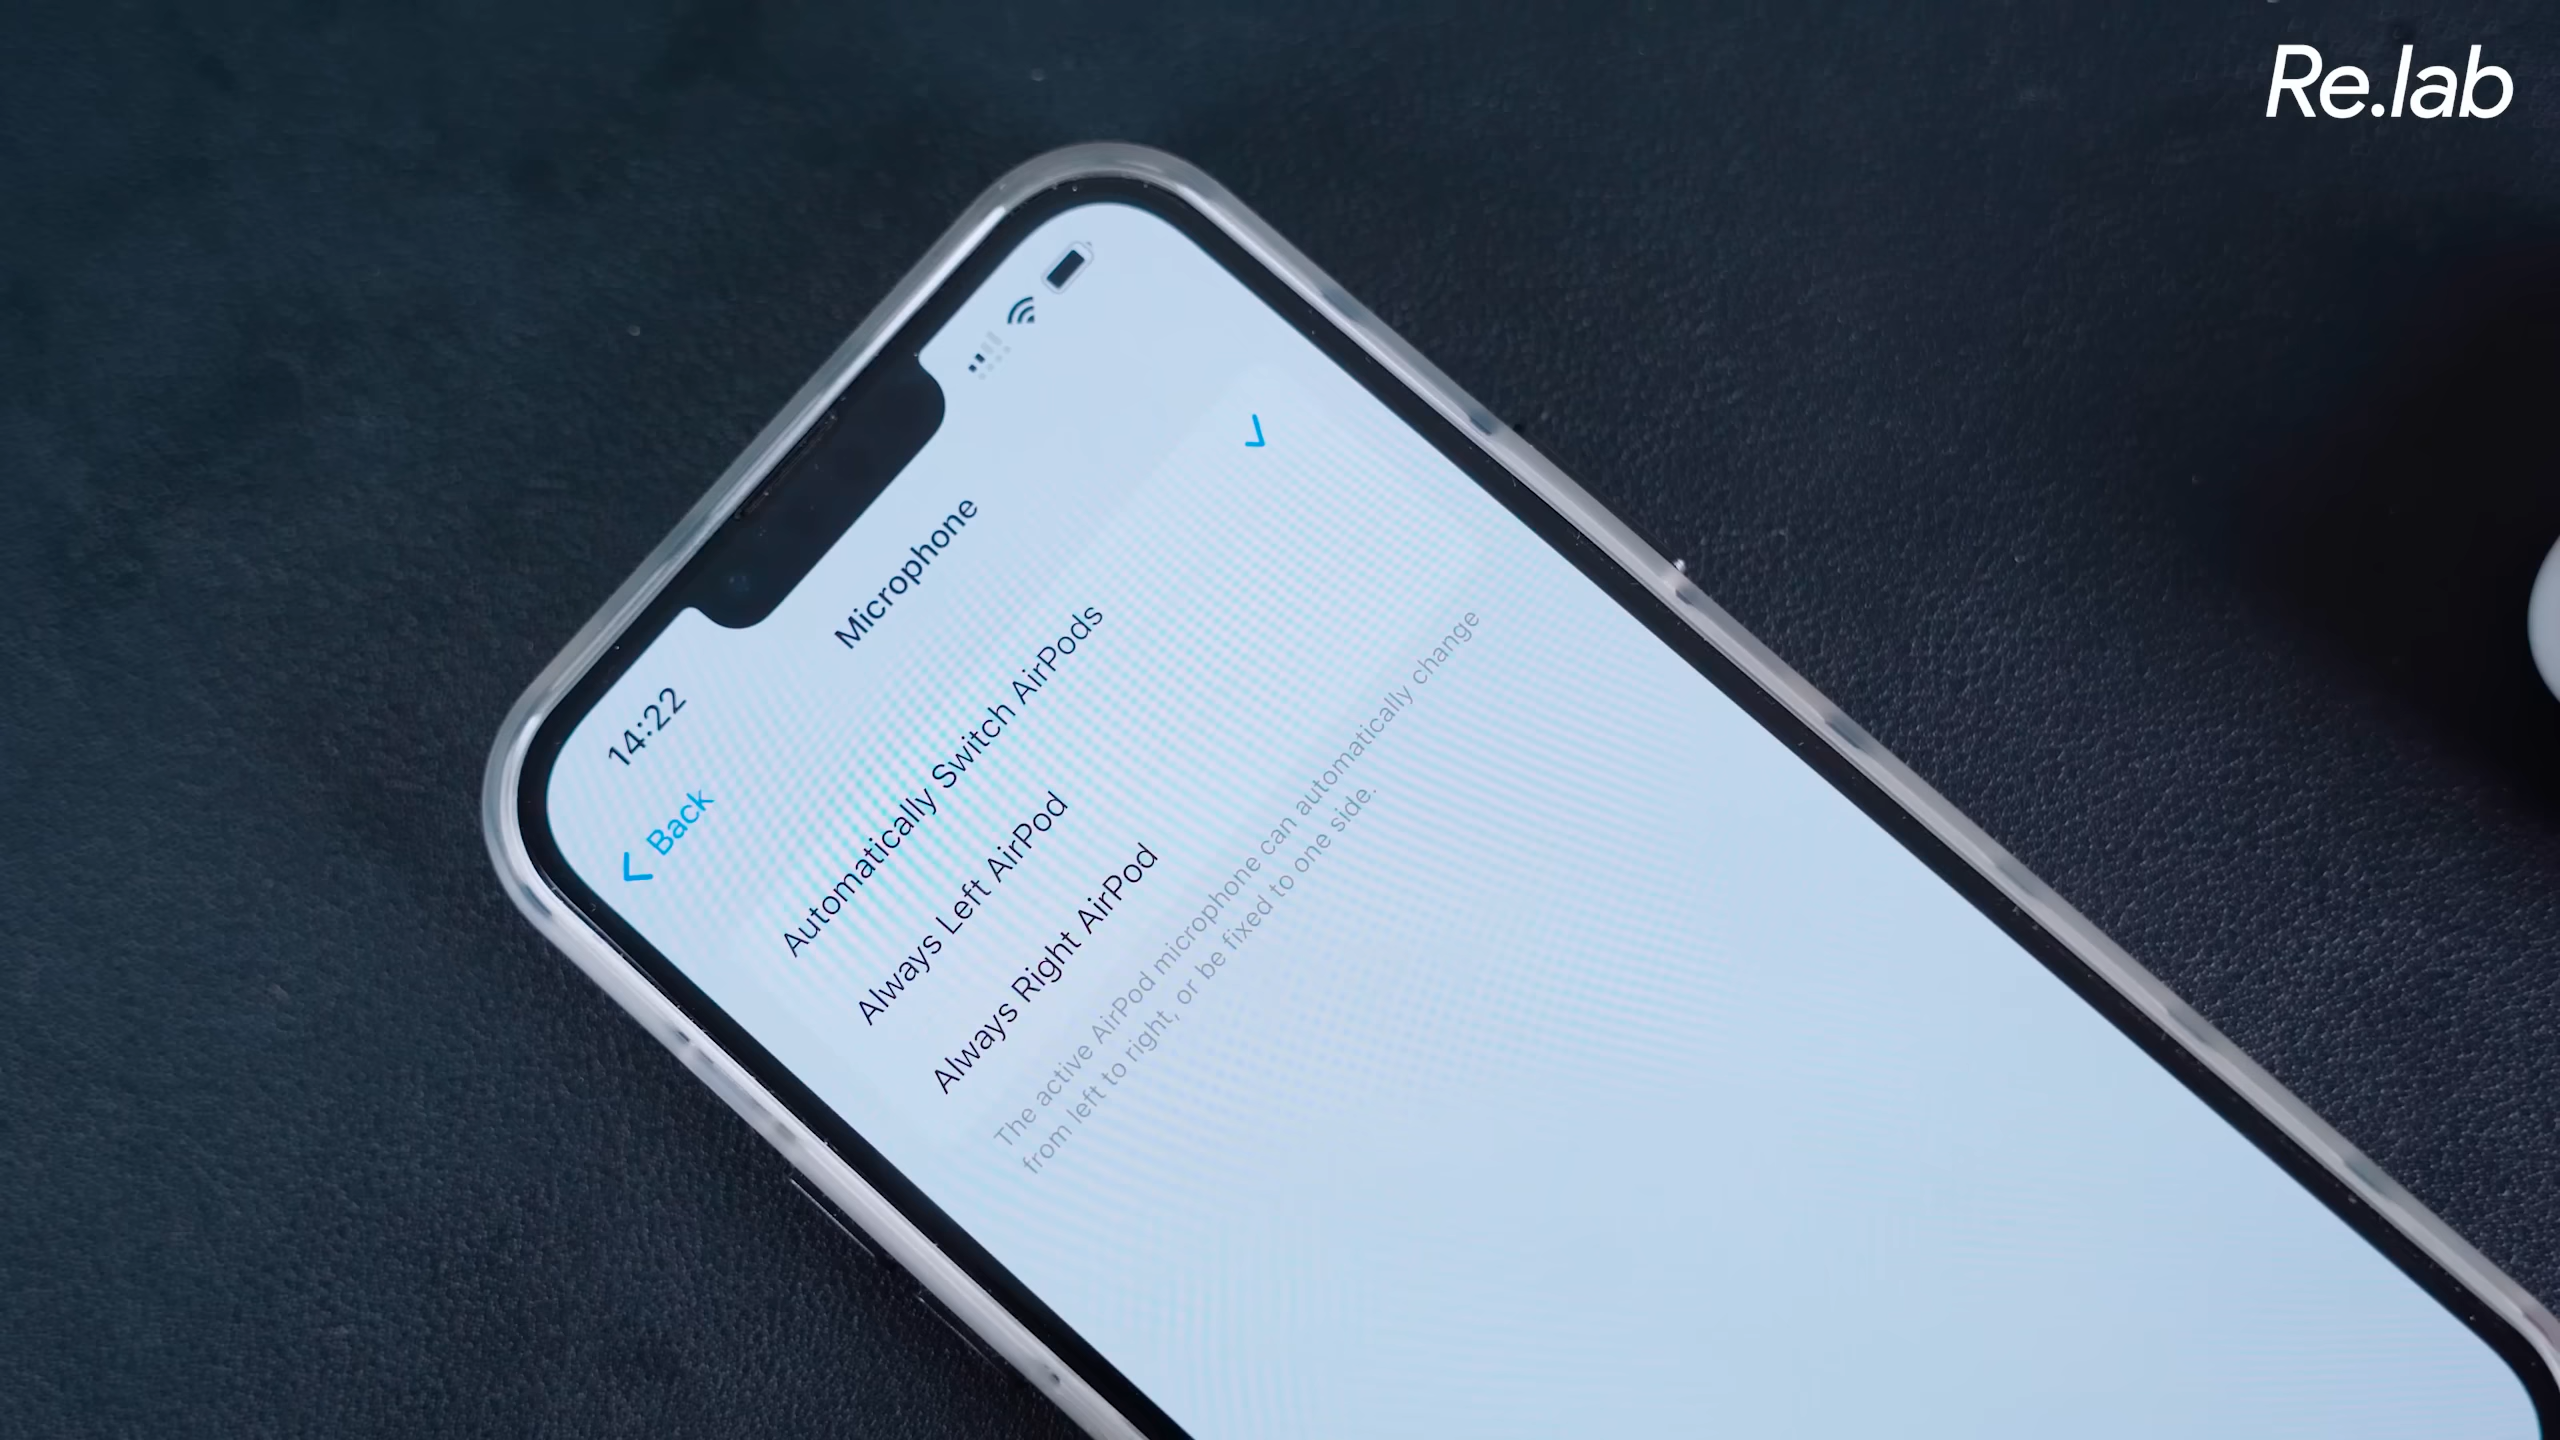 Re.lab
14:22
Back
Microphone
Automatically Switch AirPods
Always Left AirPod
Always Right AirPod
The active AirPod microphone can automatically change
from left to right, or be fixed to one side.